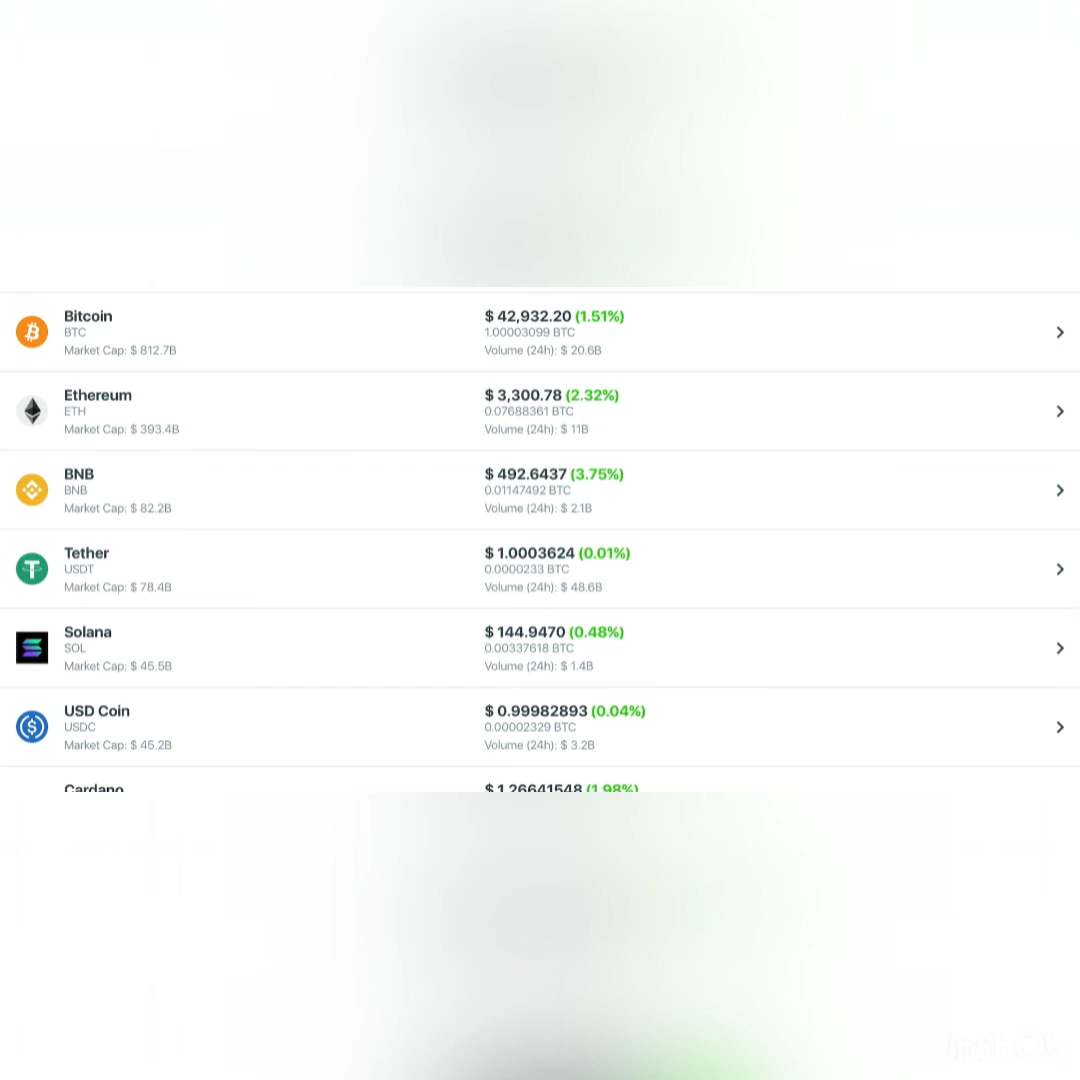 Bitcoin
$ 42,932.20 (1.51%)
BTC
1.00003099 BTC
Market Cap: $ 812.7B
Volume (24h): $ 20.6B
Ethereum
$ 3,300.78 (2.32%)
ETH
0.07688361 BTC
Market Cap: $ 393.4B
Volume (24h): $ 11B
BNB
$ 492.6437 (3.75%)
BNB
0.01147492 BTC
Market Cap: $ 82.2B
Volume (24h): $ 2.1B
Tether
$ 1.0003624 (0.01%)
USDT
0.0000233 BTC
Market Cap: $ 78.4B
Volume (24h): $ 48.6B
Solana
$ 144.9470 (0.48%)
SOL
0.00337618 BTC
Market Cap: $ 45.5B
Volume (24h): $ 1.4B
USD Coin
$ 0.99982893 (0.04%)
USDC
0.00002329 BTC
Market Cap: $ 45.2B
Volume (24h): $ 3.2B
Cardano
$ 1.26641548 (1.98%)